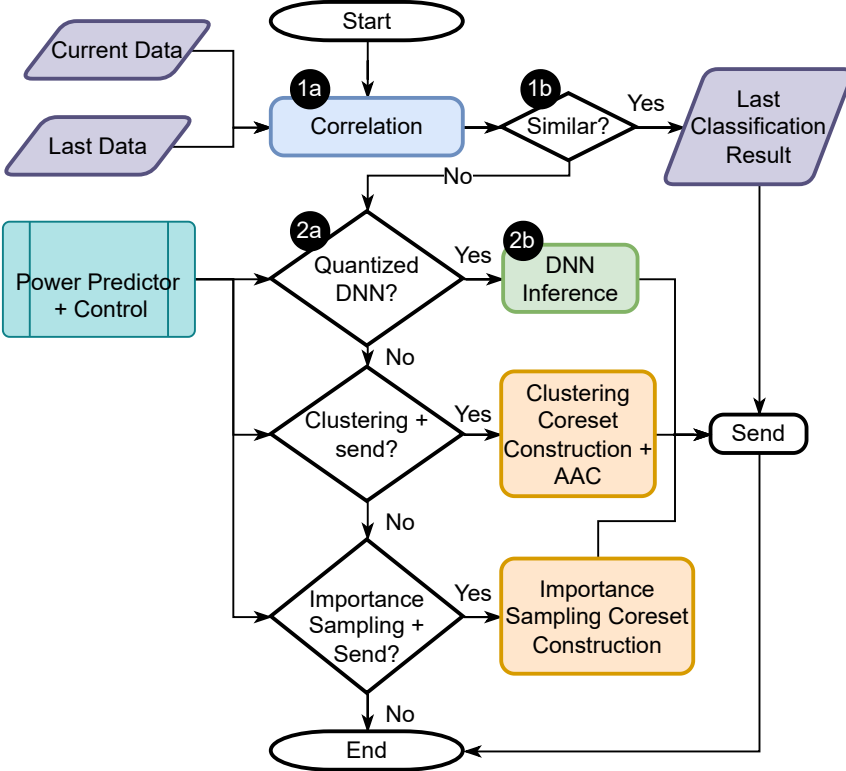 Start
Current Data
1a
1b
Yes
Last
Classification
Result
Correlation
Similar?
Last Data
No
2a
2b
Quantized
DNN?
Yes
DNN
Inference
Power Predictor
+ Control
No
Clustering +
send?
Yes
Clustering
Coreset
Construction +
AAC
Send
No
Importance
Sampling +
Send?
Yes
Importance
Sampling Coreset
Construction
No
End